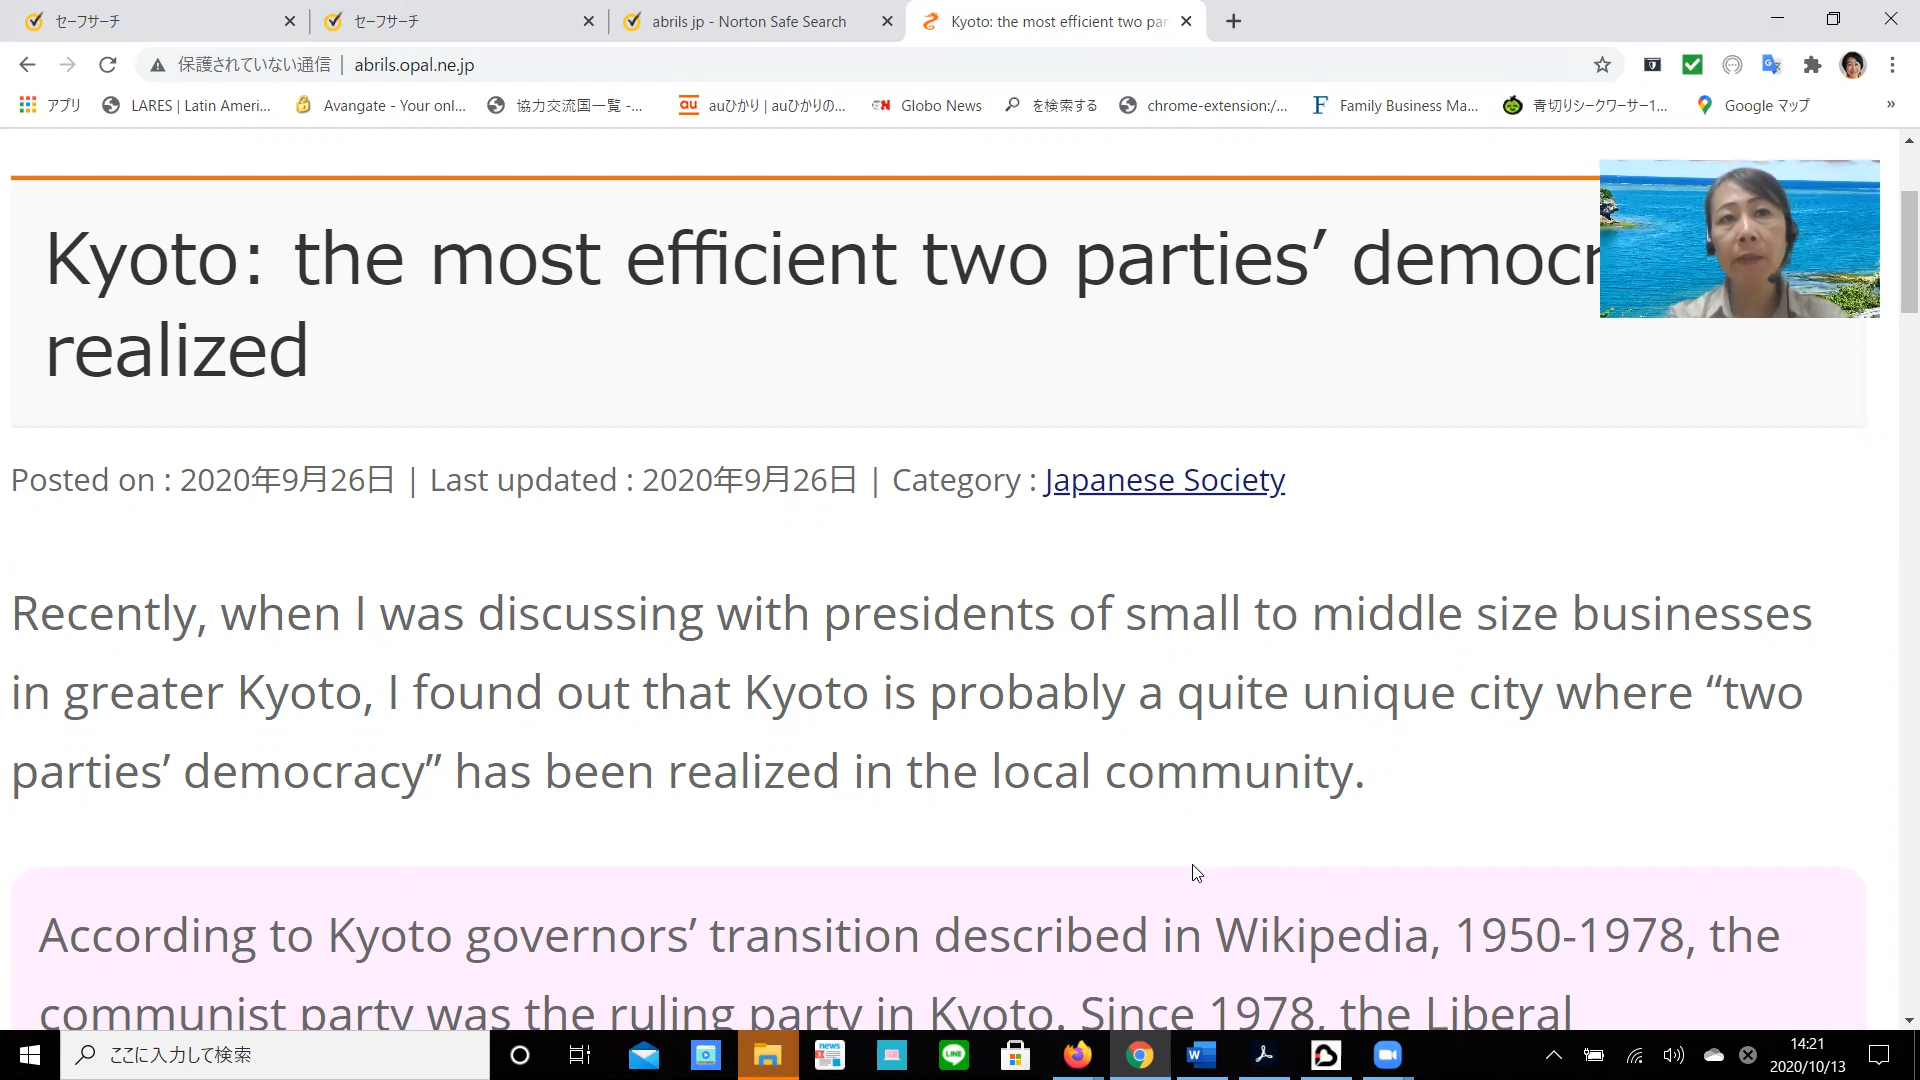 セーフサーチ
セーフサーチ
abrils jp - Norton Safe Search
Kyoto: the most efficient two par
保護されていない通信
abrils.opal.ne.jp
アプリ
LARES | Latin Ameri...
Avangate - Your onl...
協力交流国一覧 -...
au
auひかり | auひかりの...
Globo News
を検索する
chrome-extension:/...
Family Business Ma...
青切りシークワーサー1...
Google マップ
»
Kyoto: the most efficient two parties’ democr
realized
Posted on : 2020年9月26日 | Last updated : 2020年9月26日 | Category : Japanese Society
Recently, when I was discussing with presidents of small to middle size businesses
in greater Kyoto, I found out that Kyoto is probably a quite unique city where “two
parties’ democracy” has been realized in the local community.
According to Kyoto governors’ transition described in Wikipedia, 1950-1978, the
communist party was the ruling party in Kyoto. Since 1978, the Liberal
ここに入力して検索
news
LINE
14:21
2020/10/13